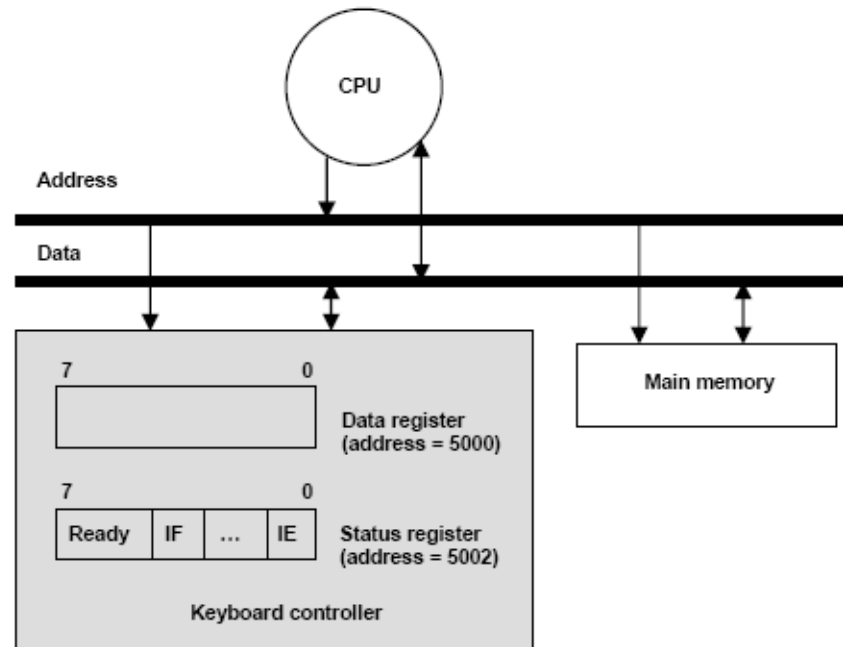 CPU
Address
Data
7 0
Data register
(address = 5000)
7 0
Ready IF ... IE
Status register
(address = 5002)
Keyboard controller
Main memory